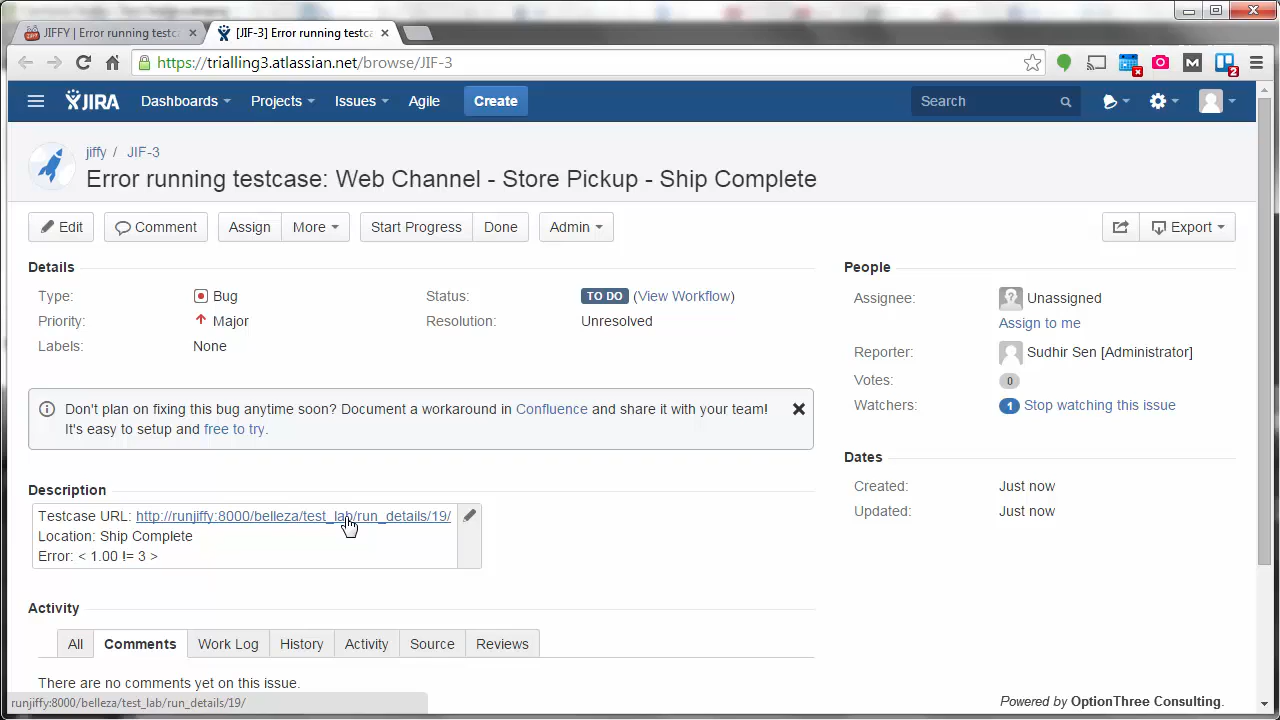 JIFFY | Error running testc
[JIF-3] Error running testc
https://trialling3.atlassian.net/browse/JIF-3
M
2
JIRA Dashboards Projects Issues Agile Create Search
jiffy / JIF-3
Error running testcase: Web Channel - Store Pickup - Ship Complete
Edit Comment Assign More Start Progress Done Admin Export
Details
Type: Bug Status: TO DO (View Workflow)
Priority: Major Resolution: Unresolved
Labels: None
People
Assignee: Unassigned
Assign to me
Reporter: Sudhir Sen [Administrator]
Votes: 0
Watchers: 1 Stop watching this issue
Don't plan on fixing this bug anytime soon? Document a workaround in Confluence and share it with your team!
It's easy to setup and free to try.
Dates
Created: Just now
Updated: Just now
Description
Testcase URL: http://runjiffy:8000/belleza/test_lab/run_details/19/
Location: Ship Complete
Error: < 1.00 != 3 >
Activity
All Comments Work Log History Activity Source Reviews
There are no comments yet on this issue.
runjiffy:8000/belleza/test_lab/run_details/19/
Powered by OptionThree Consulting.